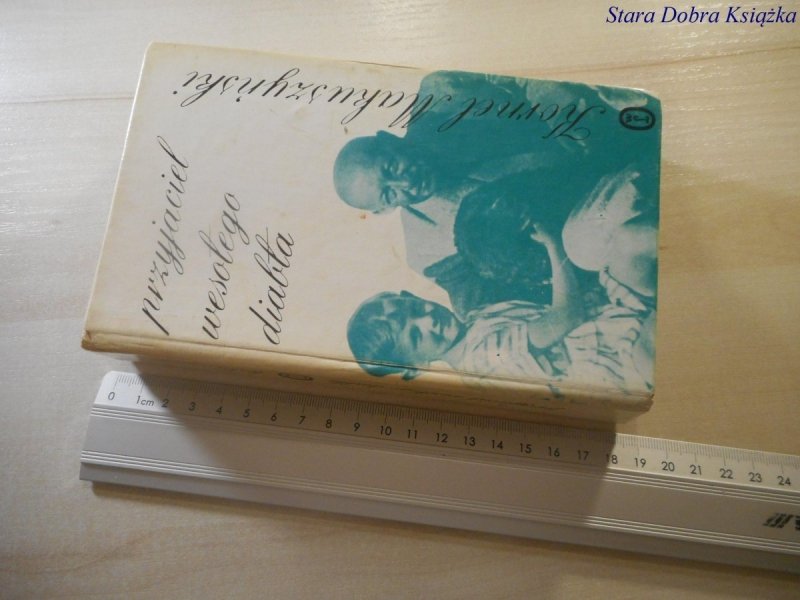 Stara Dobra Książka
Kornel Makuszyński
przyjaciel
wesołego
diabła
0 1cm 2 3 4 5 6 7 8 9 10 11 12 13 14 15 16 17 18 19 20 21 22 23 24